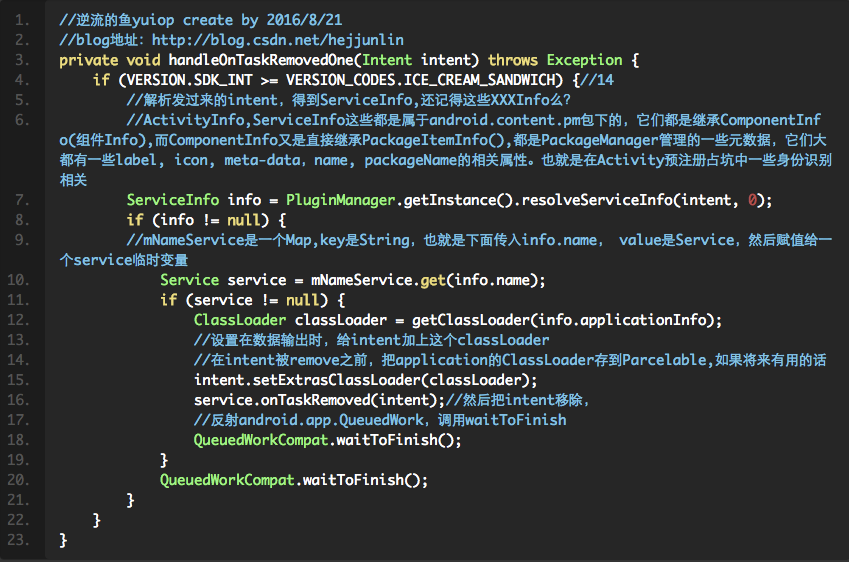 1. //逆流的鱼yuiop create by 2016/8/21
2. //blog地址：http://blog.csdn.net/hejjunlin
3. private void handleOnTaskRemovedOne(Intent intent) throws Exception {
4. if (VERSION.SDK_INT >= VERSION_CODES.ICE_CREAM_SANDWICH) {//14
5. //解析发过来的intent，得到ServiceInfo,还记得这些XXXInfo么?
6. //ActivityInfo,ServiceInfo这些都是属于android.content.pm包下的，它们都是继承ComponentInf
o(组件Info),而ComponentInfo又是直接继承PackageItemInfo(),都是PackageManager管理的一些元数据，它们大
都有一些label, icon, meta-data，name, packageName的相关属性。也就是在Activity预注册占坑中一些身份识别
相关
7. ServiceInfo info = PluginManager.getInstance().resolveServiceInfo(intent, 0);
8. if (info != null) {
9. //mNameService是一个Map,key是String，也就是下面传入info.name， value是Service，然后赋值给一
个service临时变量
10. Service service = mNameService.get(info.name);
11. if (service != null) {
12. ClassLoader classLoader = getClassLoader(info.applicationInfo);
13. //设置在数据输出时，给intent加上这个classLoader
14. //在intent被remove之前，把application的ClassLoader存到Parcelable,如果将来有用的话
15. intent.setExtrasClassLoader(classLoader);
16. service.onTaskRemoved(intent);//然后把intent移除，
17. //反射android.app.QueuedWork，调用waitToFinish
18. QueuedWorkCompat.waitToFinish();
19. }
20. QueuedWorkCompat.waitToFinish();
21. }
22. }
23. }